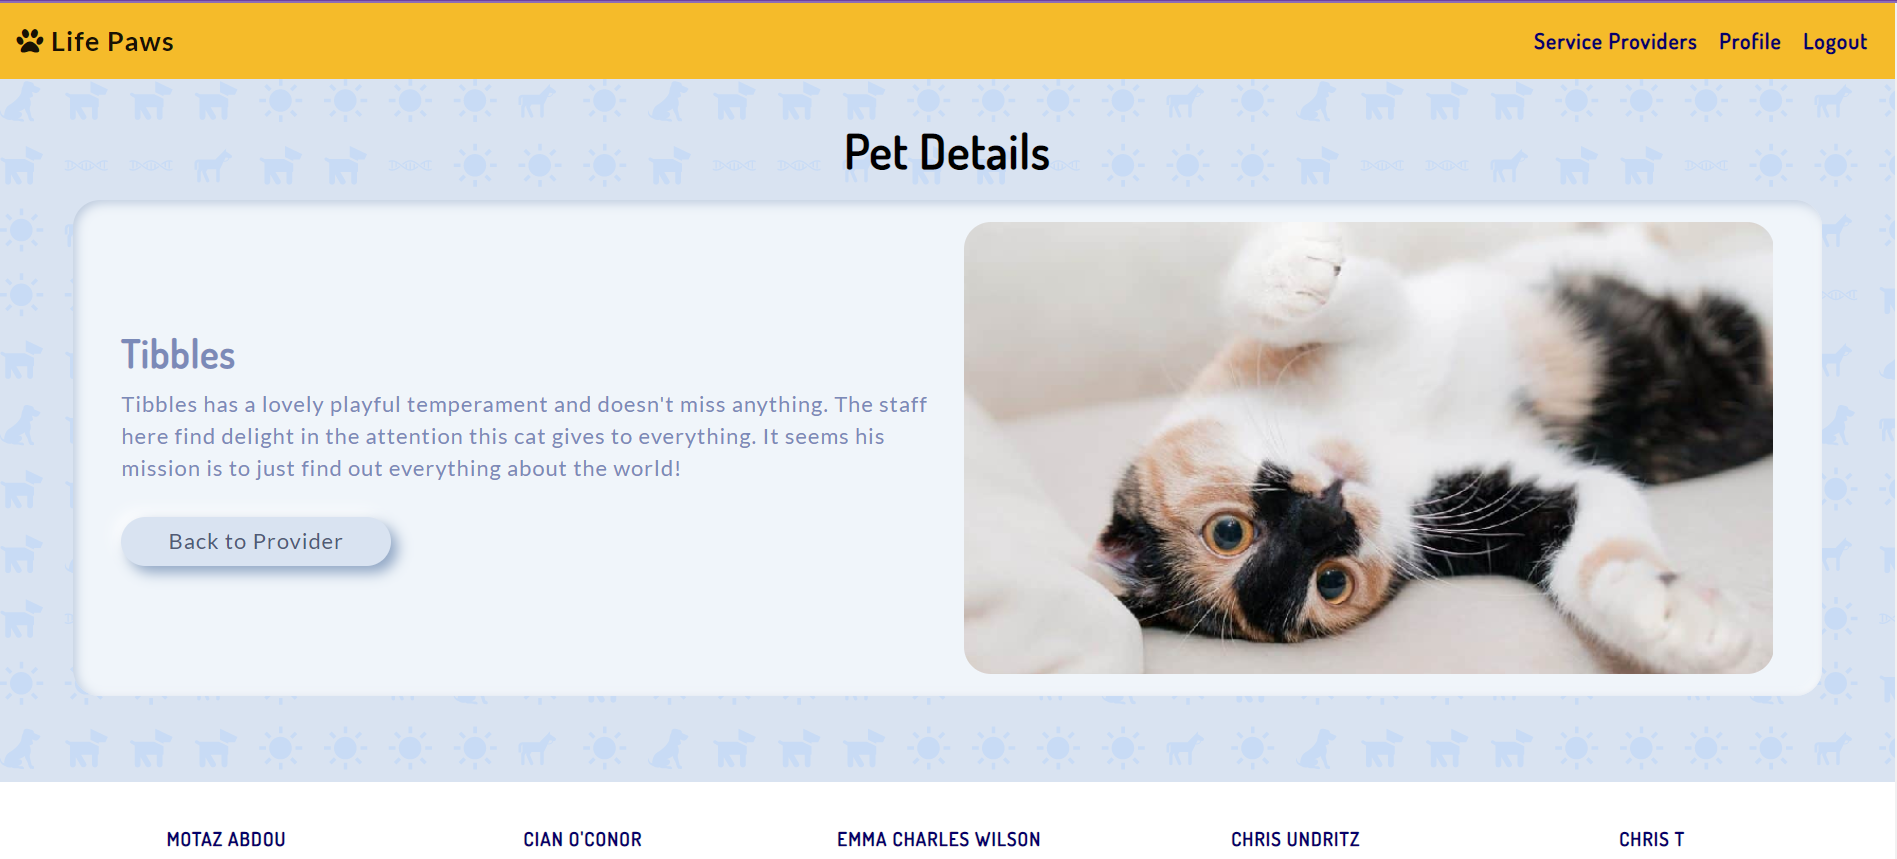 Life Paws
Service Providers Profile Logout
Pet Details
Tibbles
Tibbles has a lovely playful temperament and doesn't miss anything. The staff
here find delight in the attention this cat gives to everything. It seems his
mission is to just find out everything about the world!
Back to Provider
MOTAZ ABDOU CIAN O'CONOR EMMA CHARLES WILSON CHRIS UNDRITZ CHRIS T